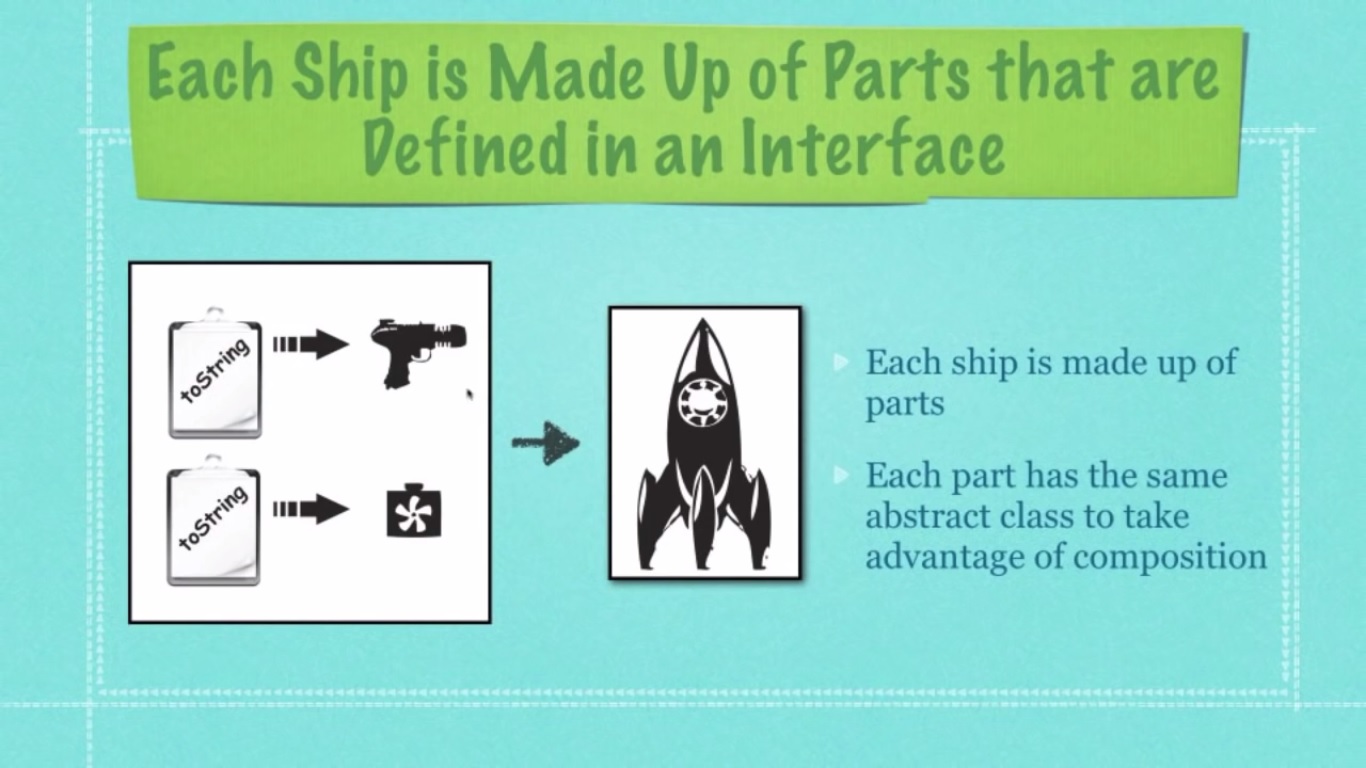 Each Ship is Made Up of Parts that are
Defined in an Interface
toString
toString
Each ship is made up of
parts
Each part has the same
abstract class to take
advantage of composition